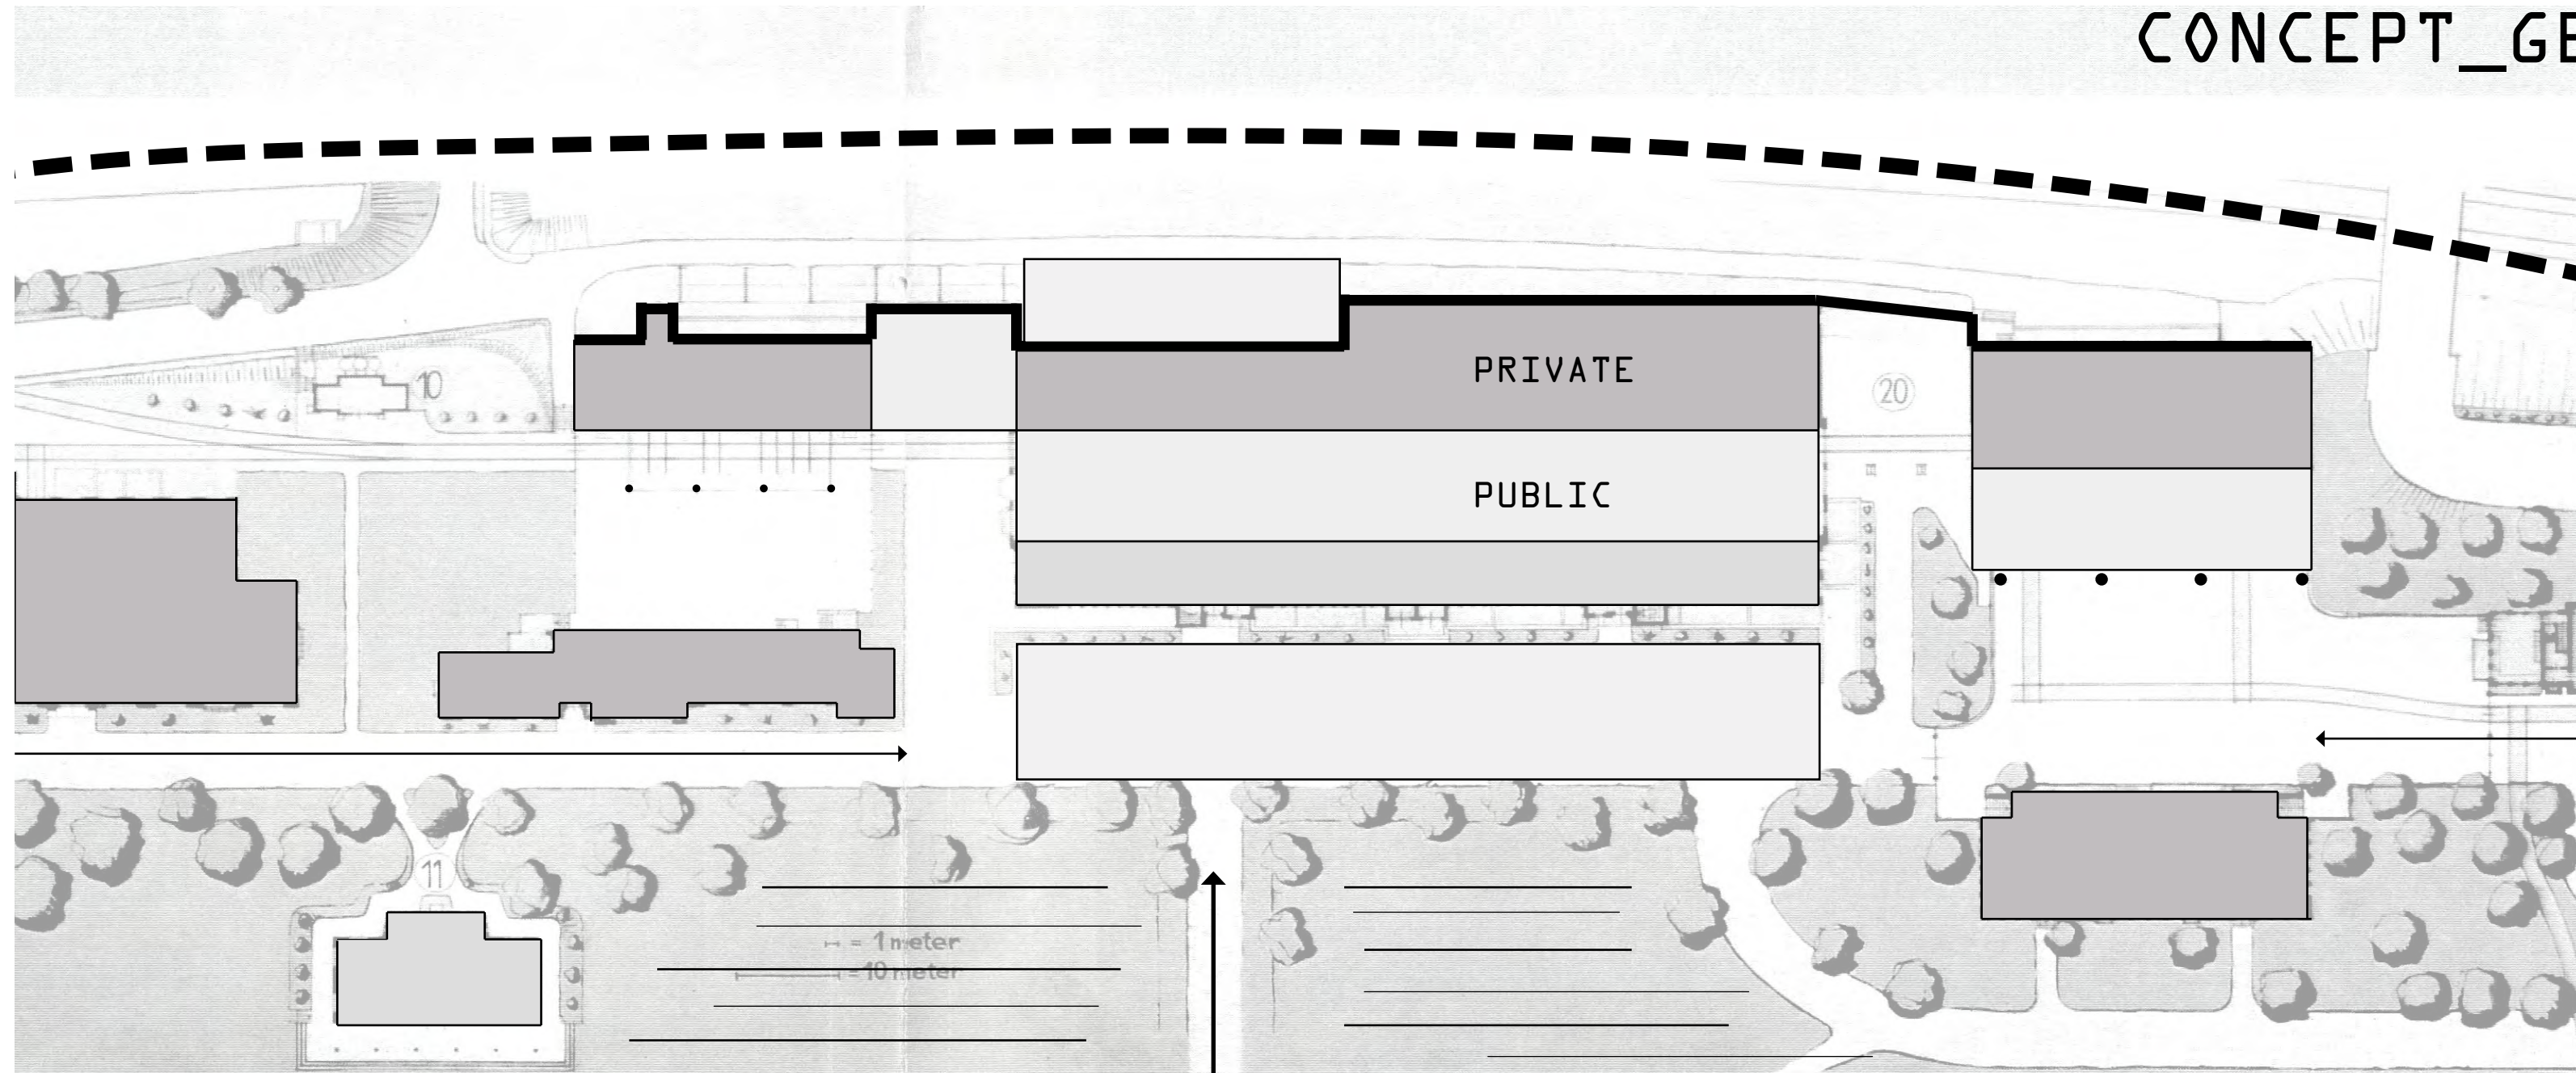 CONCEPT_GE
10
PRIVATE
20
PUBLIC
11
= 1 meter
= 10 meter